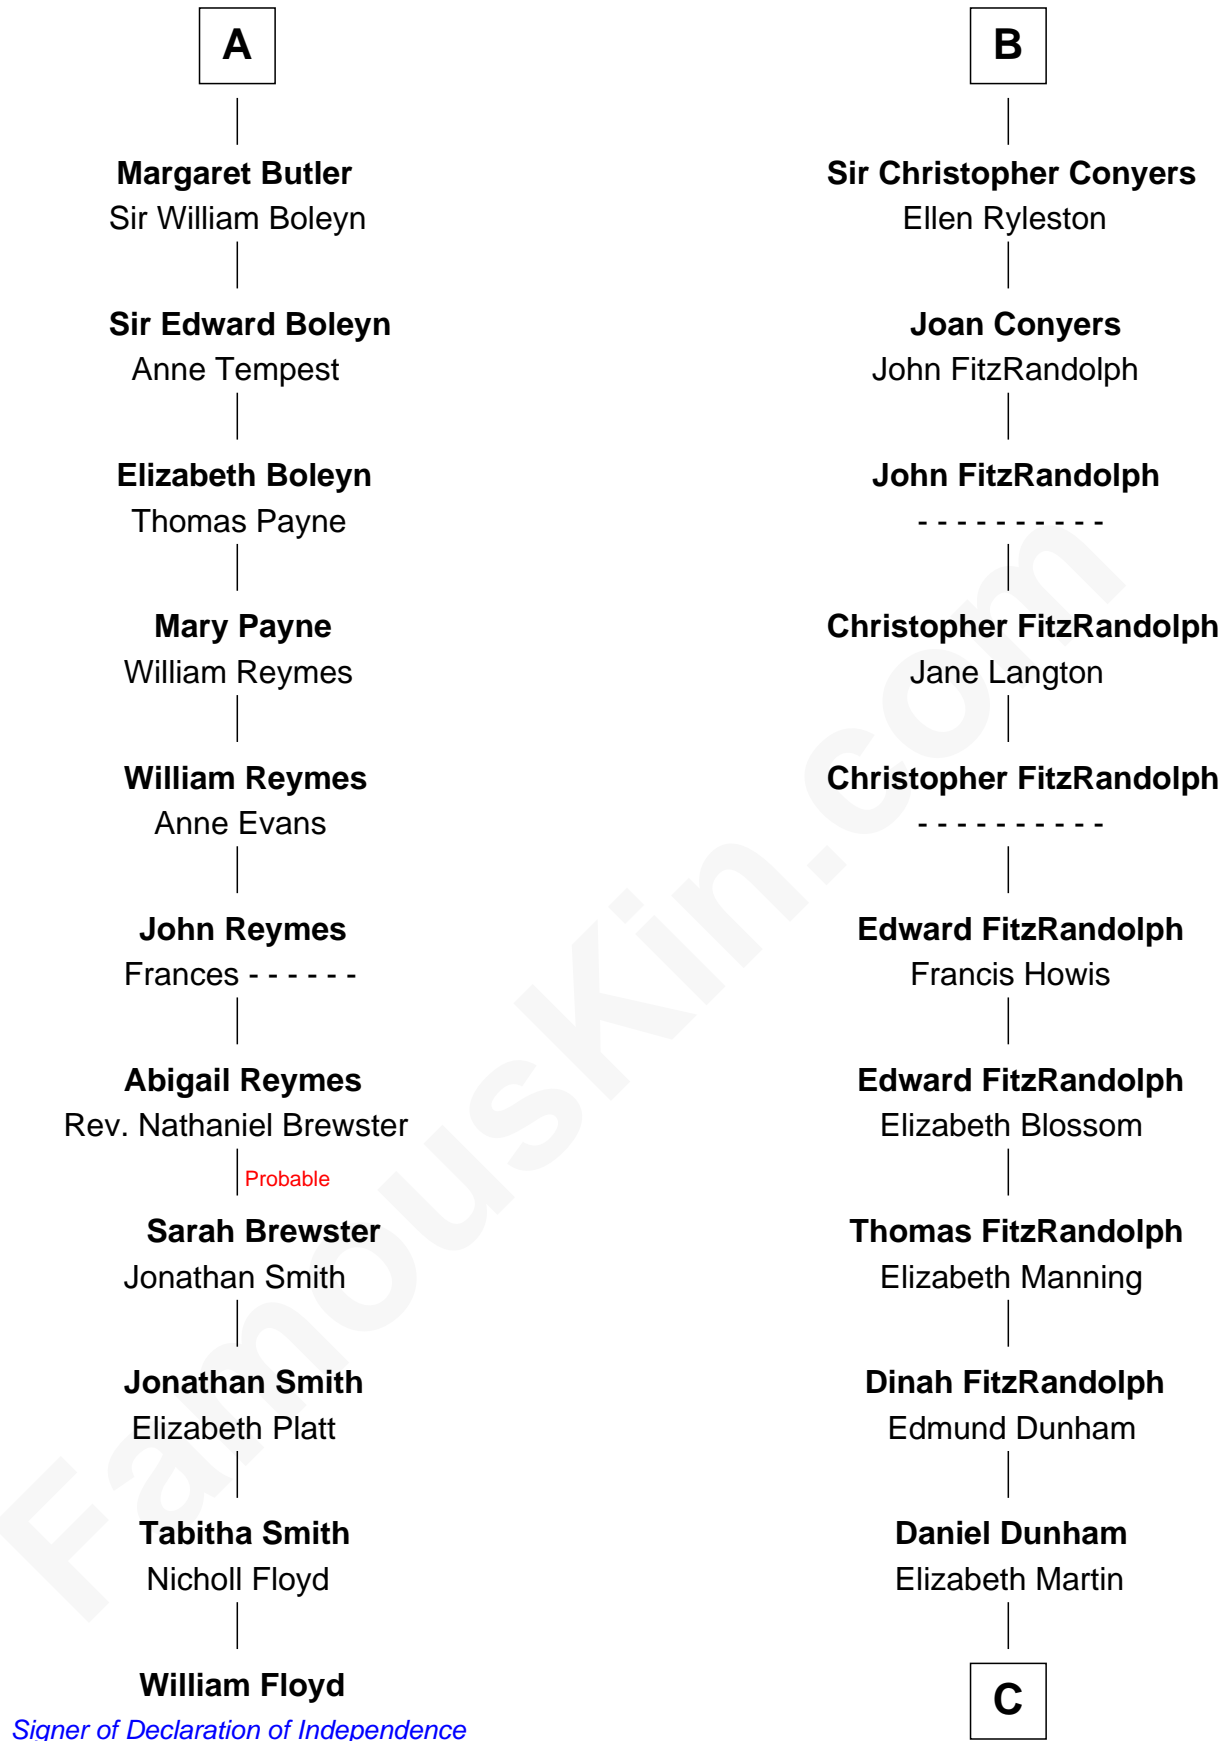 A
Margaret Butler
Sir William Boleyn
Sir Edward Boleyn
Anne Tempest
Elizabeth Boleyn
Thomas Payne
Mary Payne
William Reymes
William Reymes
Anne Evans
John Reymes
Frances - - - - - -
Abigail Reymes
Rev. Nathaniel Brewster
Probable
Sarah Brewster
Jonathan Smith
Jonathan Smith
Elizabeth Platt
Tabitha Smith
Nicholl Floyd
William Floyd
Signer of Declaration of Independence
B
Sir Christopher Conyers
Ellen Ryleston
Joan Conyers
John FitzRandolph
John FitzRandolph
- - - - - - - - - -
Christopher FitzRandolph
Jane Langton
Christopher FitzRandolph
- - - - - - - - - -
Edward FitzRandolph
Francis Howis
Edward FitzRandolph
Elizabeth Blossom
Thomas FitzRandolph
Elizabeth Manning
Dinah FitzRandolph
Edmund Dunham
Daniel Dunham
Elizabeth Martin
C
FamousKin.com